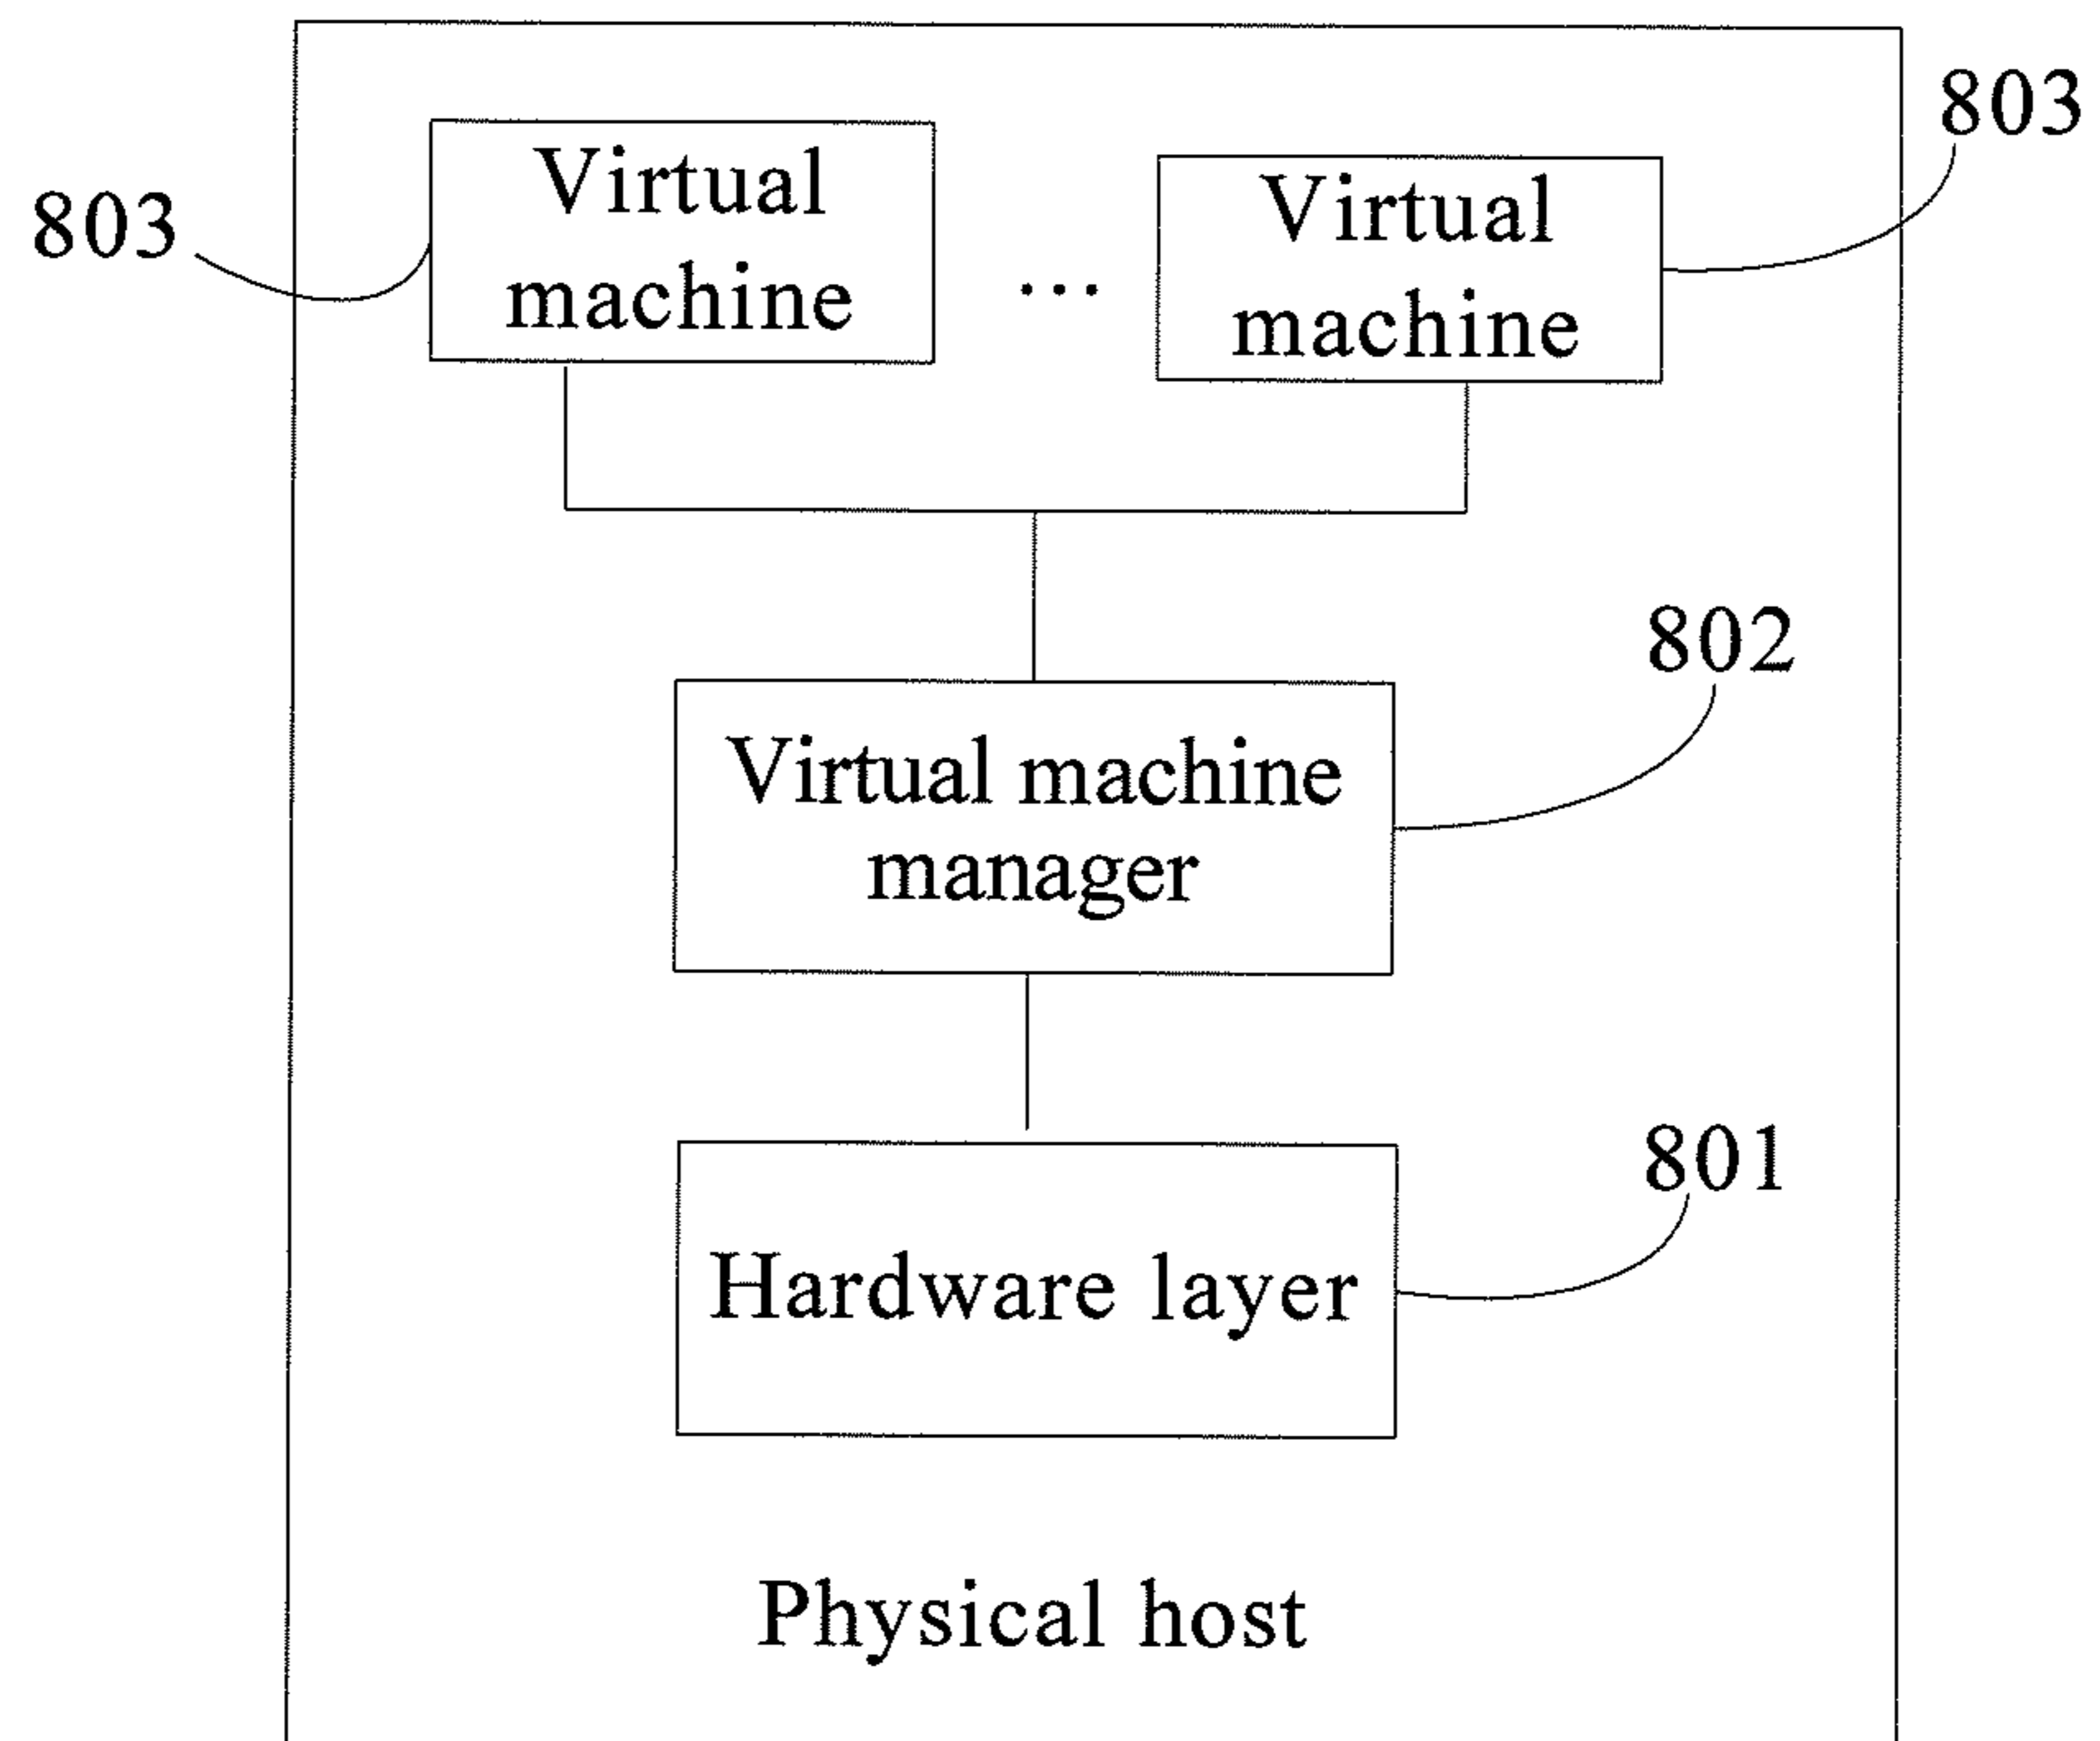 803
Virtual
machine
...
Virtual
machine
803
802
Virtual machine
manager
801
Hardware layer
Physical host